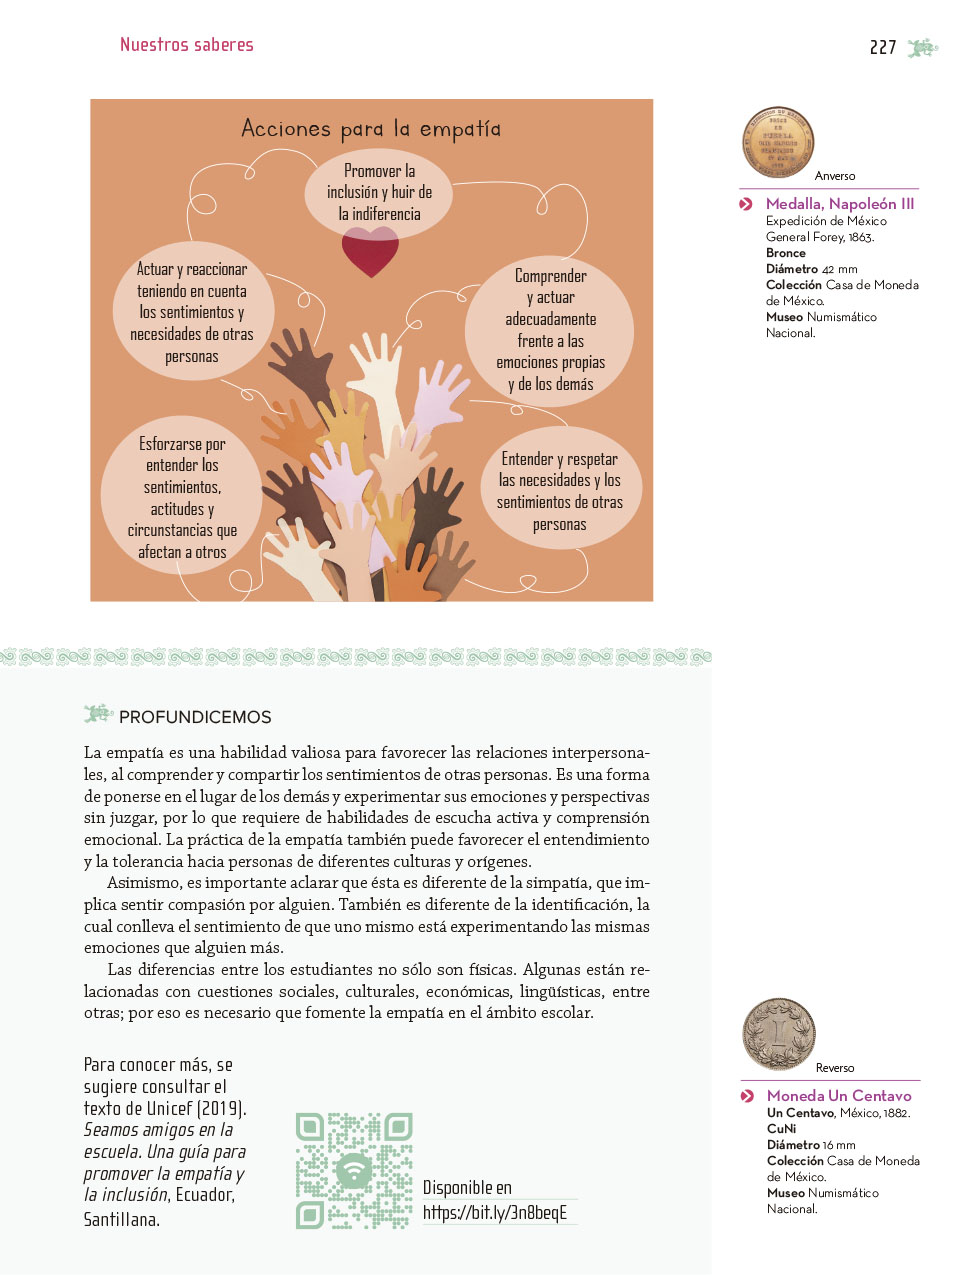 Nuestros saberes
227
Acciones para la empatía
Promover la
inclusión y huir de
la indiferencia
Actuar y reaccionar
teniendo en cuenta
los sentimientos y
necesidades de otras
personas
Comprender
y actuar
adecuadamente
frente a las
emociones propias
y de los demás
Esforzarse por
entender los
sentimientos,
actitudes y
circunstancias que
afectan a otros
Entender y respetar
las necesidades y los
sentimientos de otras
personas
Anverso
Medalla, Napoleón III
Expedición de México
General Forey, 1863.
Bronce
Diámetro 42 mm
Colección Casa de Moneda
de México.
Museo Numismático
Nacional.
PROFUNDICEMOS
La empatía es una habilidad valiosa para favorecer las relaciones interpersona-
les, al comprender y compartir los sentimientos de otras personas. Es una forma
de ponerse en el lugar de los demás y experimentar sus emociones y perspectivas
sin juzgar, por lo que requiere de habilidades de escucha activa y comprensión
emocional. La práctica de la empatía también puede favorecer el entendimiento
y la tolerancia hacia personas de diferentes culturas y orígenes.
Asimismo, es importante aclarar que ésta es diferente de la simpatía, que im-
plica sentir compasión por alguien. También es diferente de la identificación, la
cual conlleva el sentimiento de que uno mismo está experimentando las mismas
emociones que alguien más.
Las diferencias entre los estudiantes no sólo son físicas. Algunas están re-
lacionadas con cuestiones sociales, culturales, económicas, lingüísticas, entre
otras; por eso es necesario que fomente la empatía en el ámbito escolar.
Para conocer más, se
sugiere consultar el
texto de Unicef (2019).
Seamos amigos en la
escuela. Una guía para
promover la empatía y
la inclusión, Ecuador,
Santillana.
Disponible en
https://bit.ly/3n8beqE
I
Reverso
Moneda Un Centavo
Un Centavo, México, 1882.
CuNi
Diámetro 16 mm
Colección Casa de Moneda
de México.
Museo Numismático
Nacional.